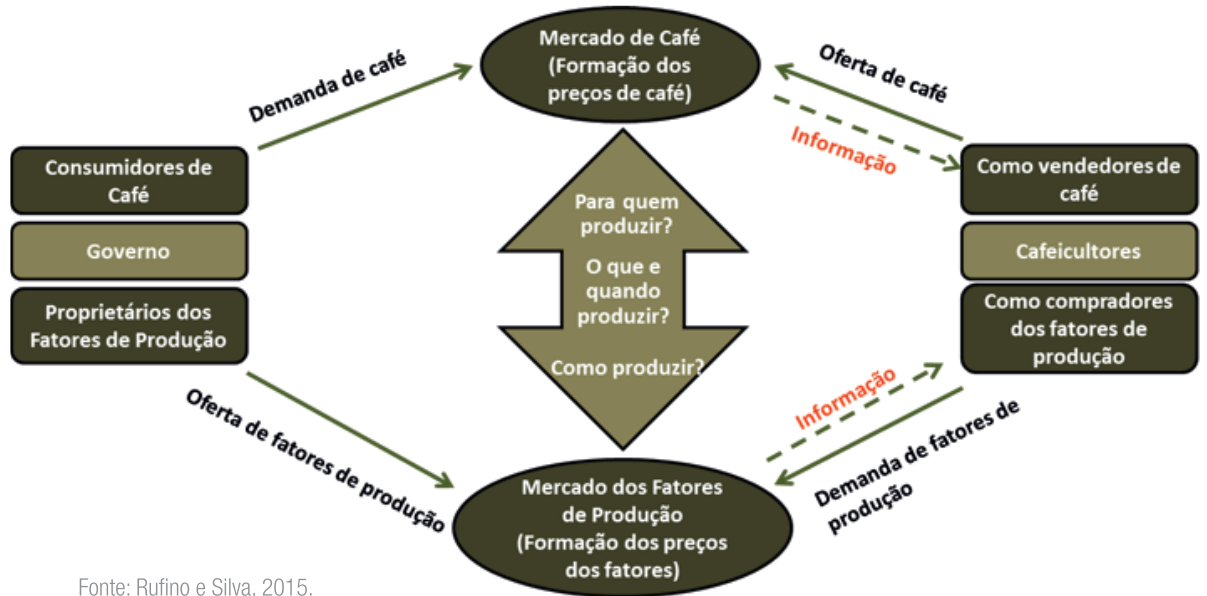 Mercado de Café
(Formação dos
preços de café)
Demanda de café
Oferta de café
Informação
Consumidores de
Café
Governo
Proprietários dos
Fatores de Produção
Para quem
produzir?
O que e
quando
produzir?
Como produzir?
Como vendedores de
café
Cafeicultores
Como compradores
dos fatores de
produção
Oferta de fatores de produção
Informação
Demanda de fatores de
produção
Mercado dos Fatores
de Produção
(Formação dos preços
dos fatores)
Fonte: Rufino e Silva, 2015.